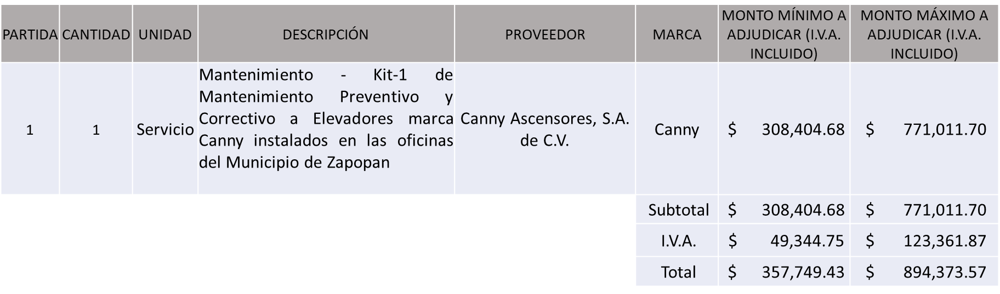 PARTIDA CANTIDAD UNIDAD DESCRIPCIÓN PROVEEDOR MARCA MONTO MÍNIMO A ADJUDICAR (I.V.A. INCLUIDO) MONTO MÁXIMO A ADJUDICAR (I.V.A. INCLUIDO)
1 1 Servicio
Mantenimiento - Kit-1 de
Mantenimiento Preventivo y
Correctivo a Elevadores marca
Canny instalados en las oficinas
del Municipio de Zapopan
Canny Ascensores, S.A.
de C.V.
Canny $ 308,404.68 $ 771,011.70
Subtotal $ 308,404.68 $ 771,011.70
I.V.A. $ 49,344.75 $ 123,361.87
Total $ 357,749.43 $ 894,373.57